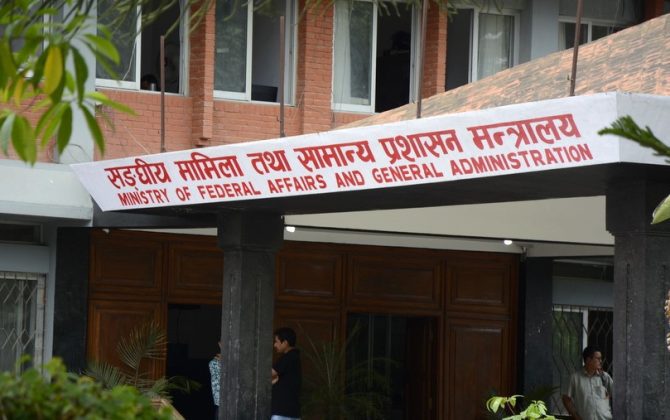 सङ्घीय मामिला तथा सामान्य प्रशासन मन्त्रालय
MINISTRY OF FEDERAL AFFAIRS AND GENERAL ADMINISTRATION